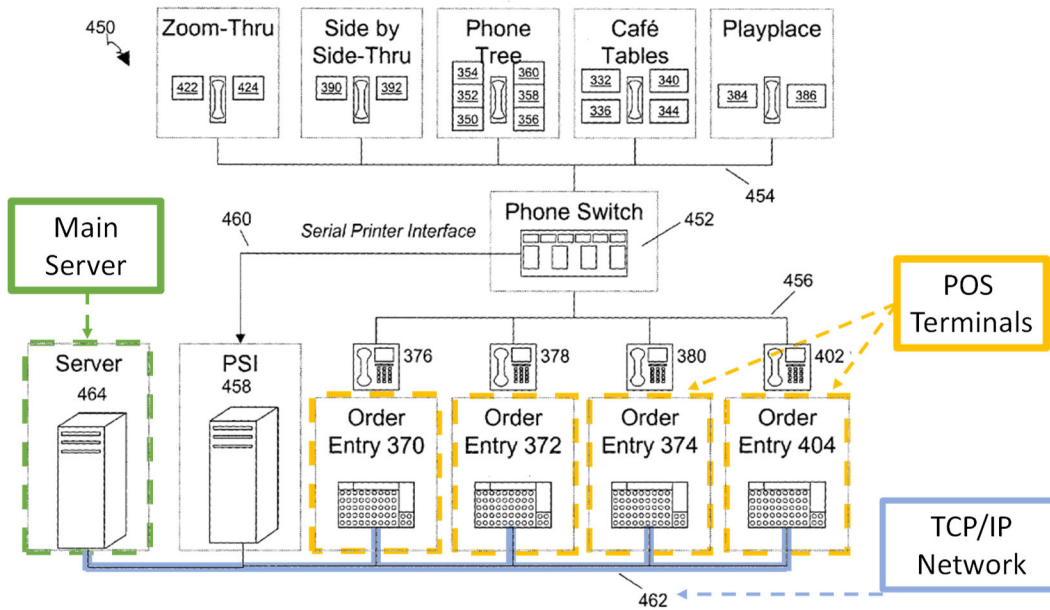 450
Zoom-Thru
422
424
Side by
Side-Thru
390
392
Phone
Tree
354
360
352
358
350
356
Café
Tables
332
340
336
344
Playplace
384
386
454
Main
Server
460
Serial Printer Interface
Phone Switch
452
456
POS
Terminals
Server
464
PSI
458
376
378
380
402
Order
Entry 370
Order
Entry 372
Order
Entry 374
Order
Entry 404
TCP/IP
Network
462